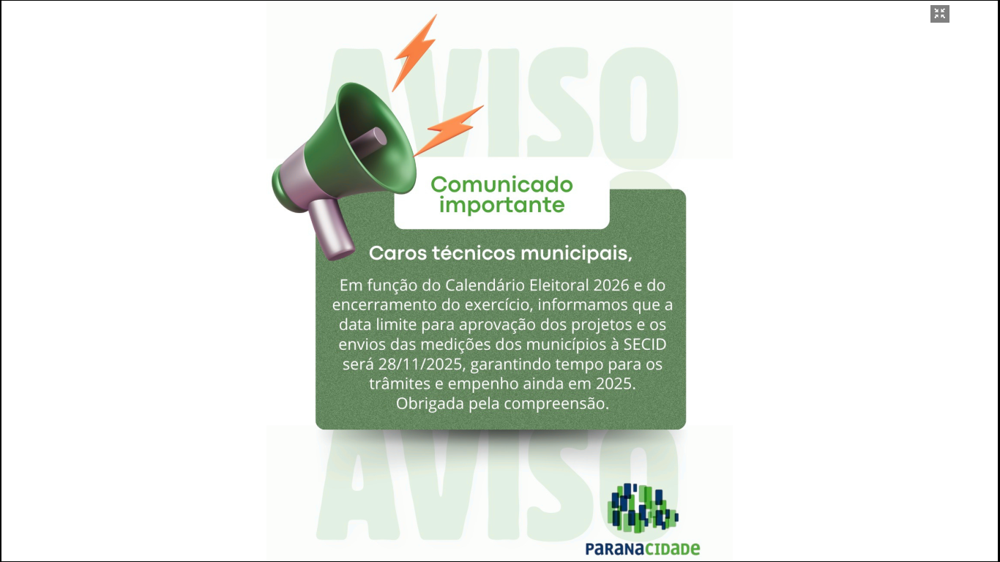 AVISO
Comunicado
importante
Caros técnicos municipais,
Em função do Calendário Eleitoral 2026 e do
encerramento do exercício, informamos que a
data limite para aprovação dos projetos e os
envios das medições dos municípios à SECID
será 28/11/2025, garantindo tempo para os
trâmites e empenho ainda em 2025.
Obrigada pela compreensão.
AVISO
PARANACIDADE